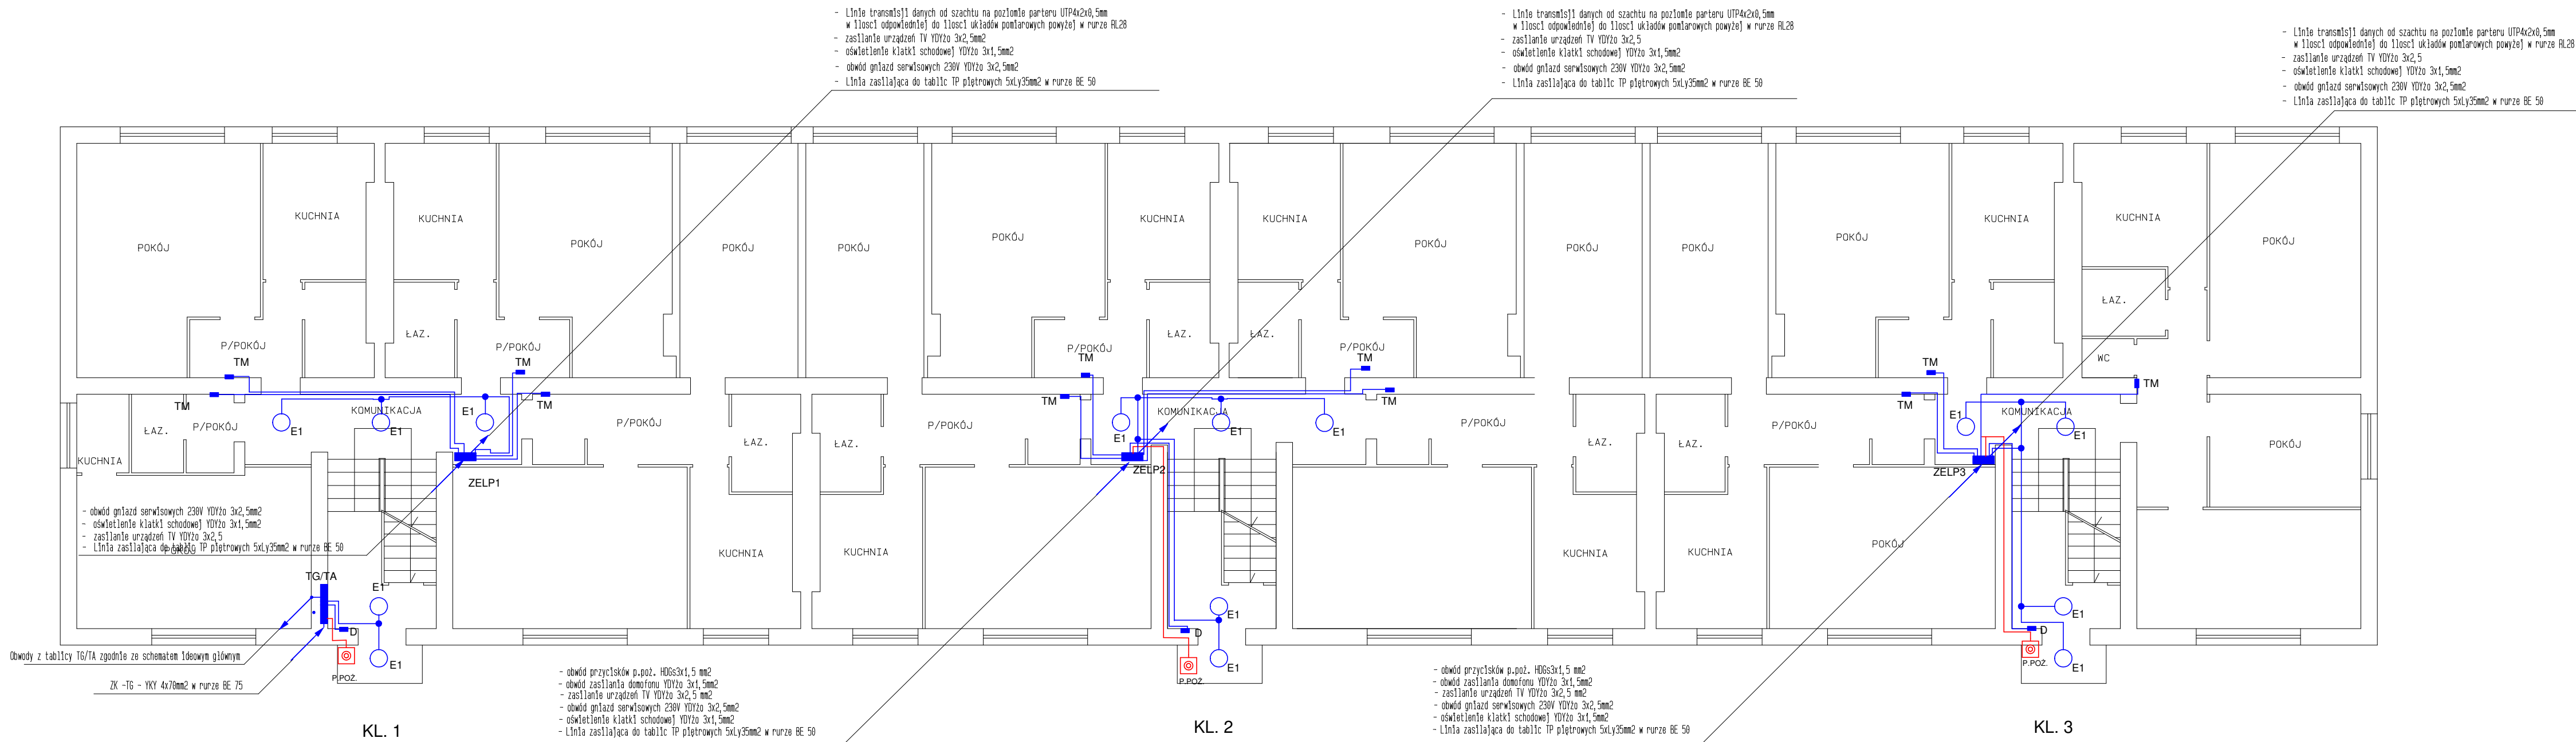 - Linie transmisji danych od szachtu na poziomie parteru UTP4x2x0,5mm
w ilosci odpowiedniej do ilosci układów pomiarowych powyżej w rurze RL28
- zasilanie urządzeń TV YDYżo 3x2,5mm2
- oświetlenie klatki schodowej YDYżo 3x1,5mm2
- obwód gniazd serwisowych 230V YDYżo 3x2,5mm2
- Linia zasilająca do tablic TP piętrowych 5xLy35mm2 w rurze BE 50
- Linie transmisji danych od szachtu na poziomie parteru UTP4x2x0,5mm
w ilosci odpowiedniej do ilosci układów pomiarowych powyżej w rurze RL28
- zasilanie urządzeń TV YDYżo 3x2,5
- oświetlenie klatki schodowej YDYżo 3x1,5mm2
- obwód gniazd serwisowych 230V YDYżo 3x2,5mm2
- Linia zasilająca do tablic TP piętrowych 5xLy35mm2 w rurze BE 50
- Linie transmisji danych od szachtu na poziomie parteru UTP4x2x0,5mm
w ilosci odpowiedniej do ilosci układów pomiarowych powyżej w rurze RL28
- zasilanie urządzeń TV YDYżo 3x2,5
- oświetlenie klatki schodowej YDYżo 3x1,5mm2
- obwód gniazd serwisowych 230V YDYżo 3x2,5mm2
- Linia zasilająca do tablic TP piętrowych 5xLy35mm2 w rurze BE 50
POKÓJ
KUCHNIA
KUCHNIA
POKÓJ
POKÓJ
POKÓJ
POKÓJ
KUCHNIA
KUCHNIA
POKÓJ
POKÓJ
POKÓJ
POKÓJ
KUCHNIA
KUCHNIA
POKÓJ
ŁAZ.
ŁAZ.
ŁAZ.
ŁAZ.
P/POKÓJ
P/POKÓJ
P/POKÓJ
P/POKÓJ
WC
TM
TM
TM
TM
TM
TM
TM
TM
TM
TM
TM
TM
KOMUNIKACJA
KOMUNIKACJA
KOMUNIKACJA
E1
E1
E1
E1
E1
E1
E1
E1
ŁAZ.
P/POKÓJ
P/POKÓJ
ŁAZ.
ŁAZ.
P/POKÓJ
P/POKÓJ
ŁAZ.
ŁAZ.
P/POKÓJ
POKÓJ
KUCHNIA
ZELP1
ZELP2
ZELP3
- obwód gniazd serwisowych 230V YDYżo 3x2,5mm2
- oświetlenie klatki schodowej YDYżo 3x1,5mm2
- zasilanie urządzeń TV YDYżo 3x2,5
- Linia zasilająca do tablic TP piętrowych 5xLy35mm2 w rurze BE 50
POKÓJ
KUCHNIA
KUCHNIA
KUCHNIA
KUCHNIA
POKÓJ
TG/TA
E1
E1
E1
D
D
D
E1
E1
E1
P.POŻ.
P.POŻ.
P.POŻ.
Obwody z tablicy TG/TA zgodnie ze schematem ideowym głównym
ZK -TG - YKY 4x70mm2 w rurze BE 75
- obwód przycisków p.poż. HDGs3x1,5 mm2
- obwód zasilania domofonu YDYżo 3x1,5mm2
- zasilanie urządzeń TV YDYżo 3x2,5 mm2
- obwód gniazd serwisowych 230V YDYżo 3x2,5mm2
- oświetlenie klatki schodowej YDYżo 3x1,5mm2
- Linia zasilająca do tablic TP piętrowych 5xLy35mm2 w rurze BE 50
- obwód przycisków p.poż. HDGs3x1,5 mm2
- obwód zasilania domofonu YDYżo 3x1,5mm2
- zasilanie urządzeń TV YDYżo 3x2,5 mm2
- obwód gniazd serwisowych 230V YDYżo 3x2,5mm2
- oświetlenie klatki schodowej YDYżo 3x1,5mm2
- Linia zasilająca do tablic TP piętrowych 5xLy35mm2 w rurze BE 50
KL. 1
KL. 2
KL. 3